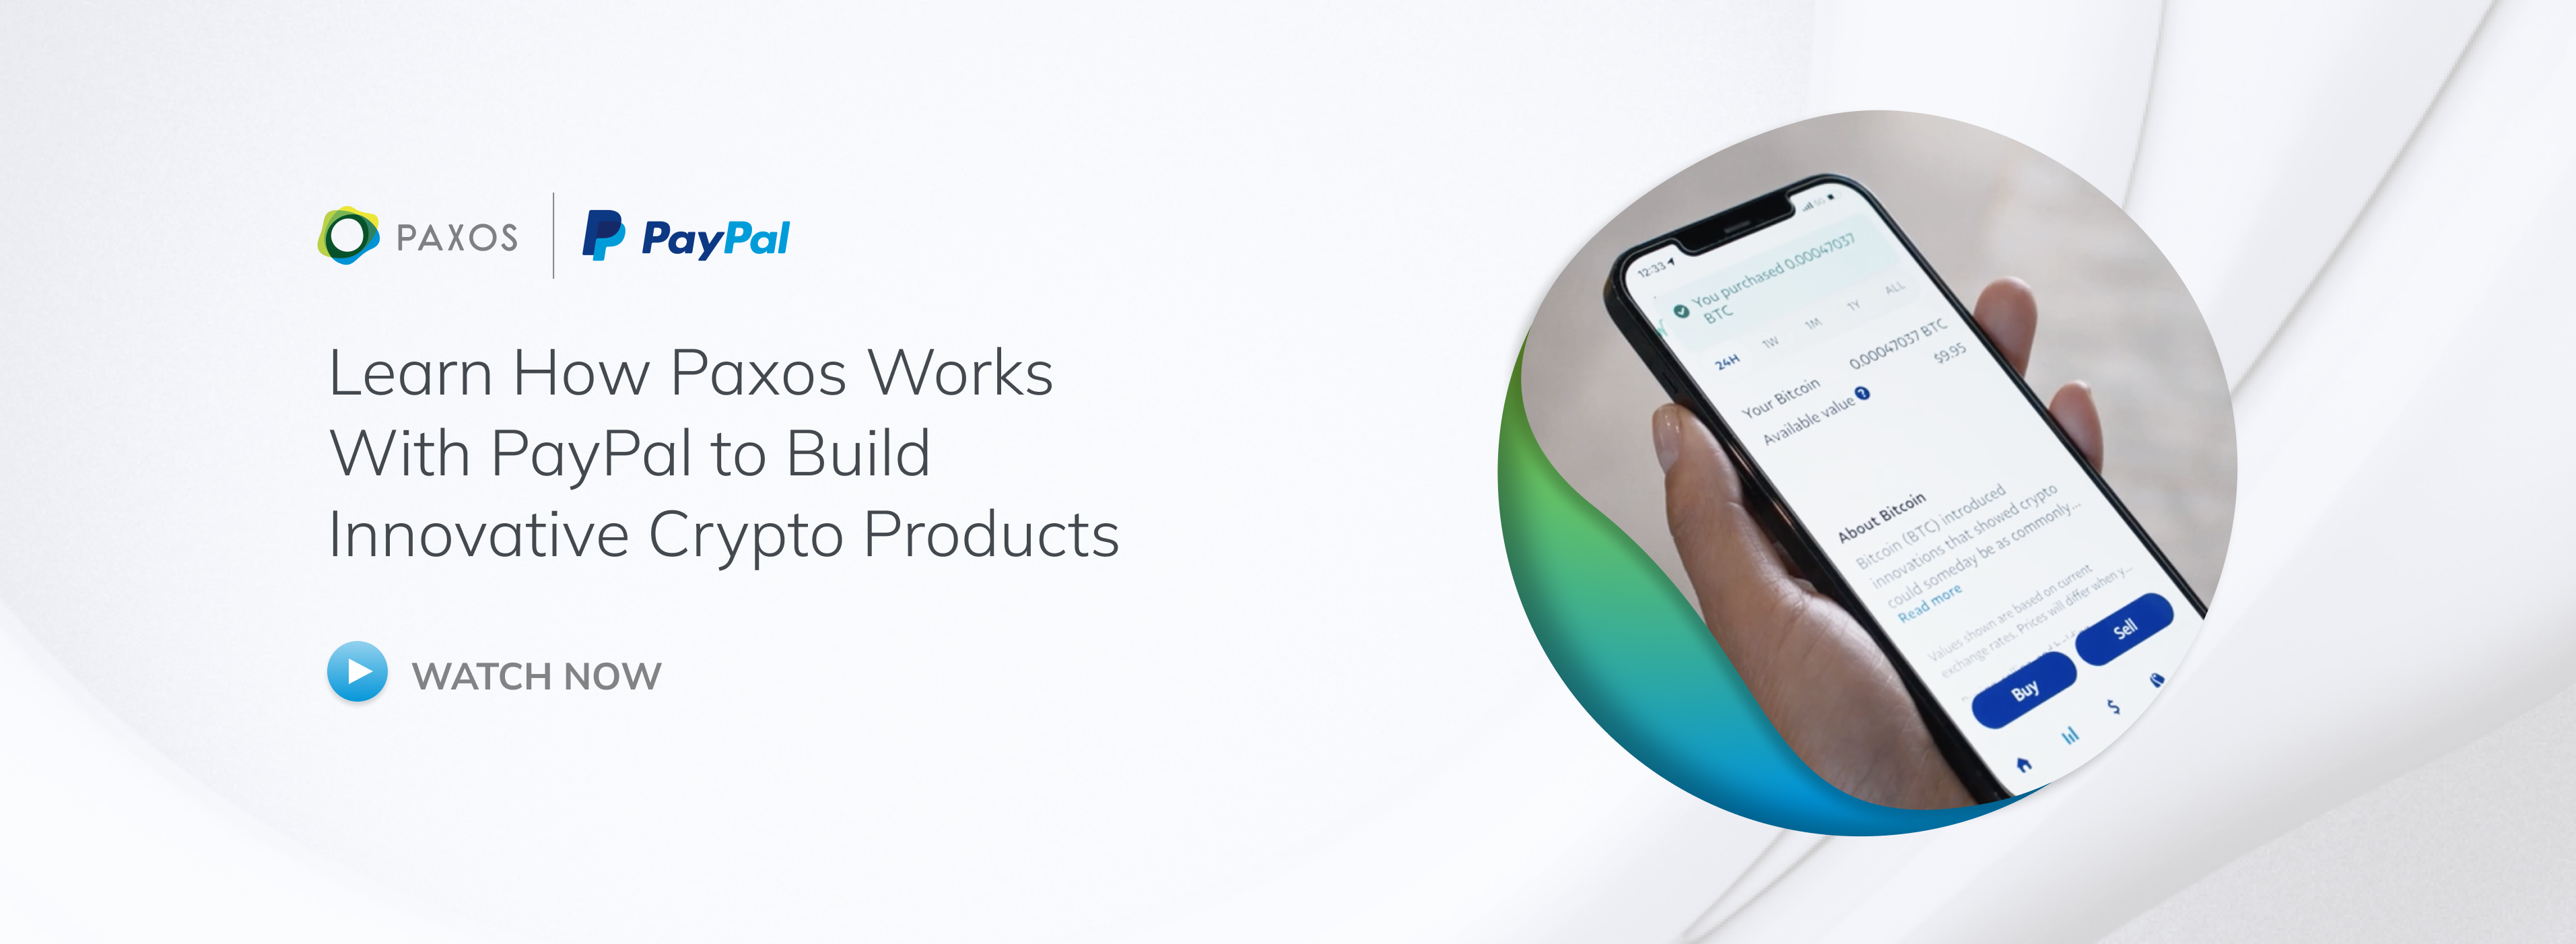 PAXOS
PayPal
Learn How Paxos Works
With PayPal to Build
Innovative Crypto Products
WATCH NOW
12:33
5G
You purchased 0.00047037
BTC
24H 1W 1M 1Y ALL
Your Bitcoin 0.00047037 BTC
Available value ? $9.95
About Bitcoin
Bitcoin (BTC) introduced
innovations that showed crypto
could someday be as commonly...
Read more
Values shown are based on current
exchange rates. Prices will differ when y...
Buy Sell
$